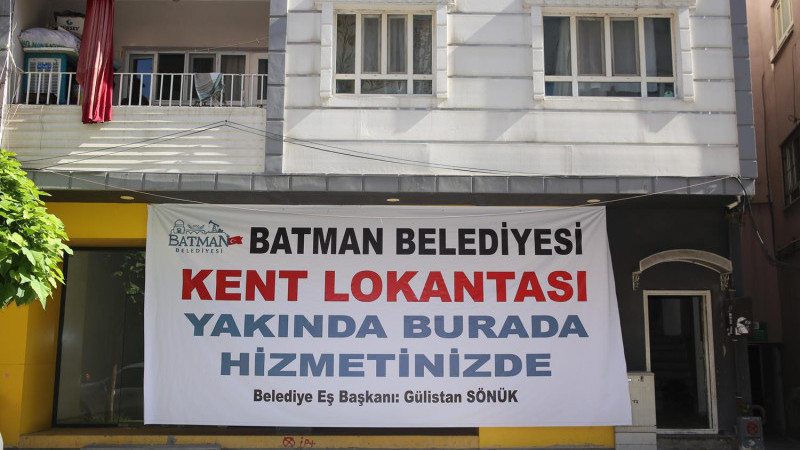 BATMAN
BELEDİYESİ
BATMAN BELEDİYESİ
KENT LOKANTASI
YAKINDA BURADA
HİZMETİNİZDE
Belediye Eş Başkanı: Gülistan SÖNÜK